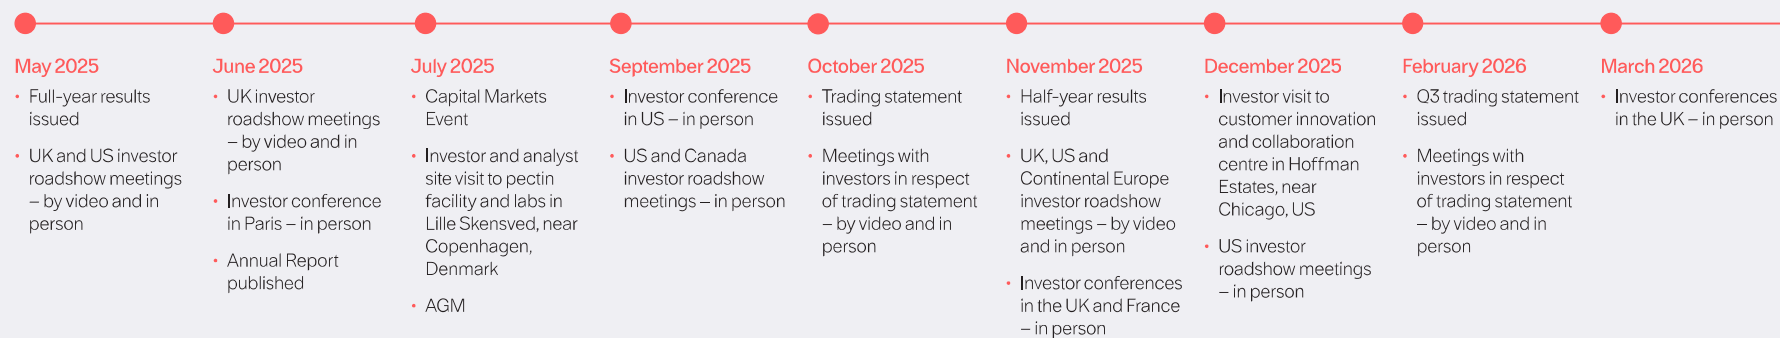 May 2025
• Full-year results
issued
• UK and US investor
roadshow meetings
– by video and in
person
June 2025
• UK investor
roadshow meetings
– by video and in
person
• Investor conference
in Paris – in person
• Annual Report
published
July 2025
• Capital Markets
Event
• Investor and analyst
site visit to pectin
facility and labs in
Lille Skensved, near
Copenhagen,
Denmark
• AGM
September 2025
• Investor conference
in US – in person
• US and Canada
investor roadshow
meetings – in person
October 2025
• Trading statement
issued
• Meetings with
investors in respect
of trading statement
– by video and in
person
November 2025
• Half-year results
issued
• UK, US and
Continental Europe
investor roadshow
meetings – by video
and in person
• Investor conferences
in the UK and France
– in person
December 2025
• Investor visit to
customer innovation
and collaboration
centre in Hoffman
Estates, near
Chicago, US
• US investor
roadshow meetings
– in person
February 2026
• Q3 trading statement
issued
• Meetings with
investors in respect
of trading statement
– by video and in
person
March 2026
• Investor conferences
in the UK – in person